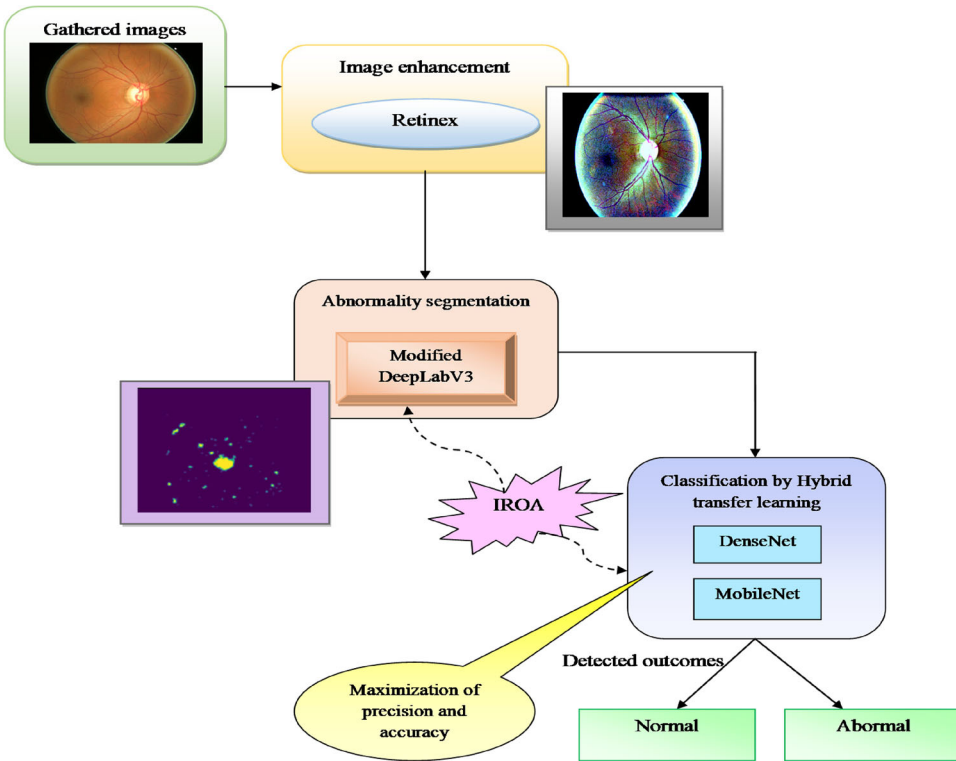 Gathered images
Image enhancement
Retinex
Abnormality segmentation
Modified
DeepLabV3
IROA
Classification by Hybrid
transfer learning
DenseNet
MobileNet
Maximization of
precision and
accuracy
Detected outcomes
Normal
Abormal